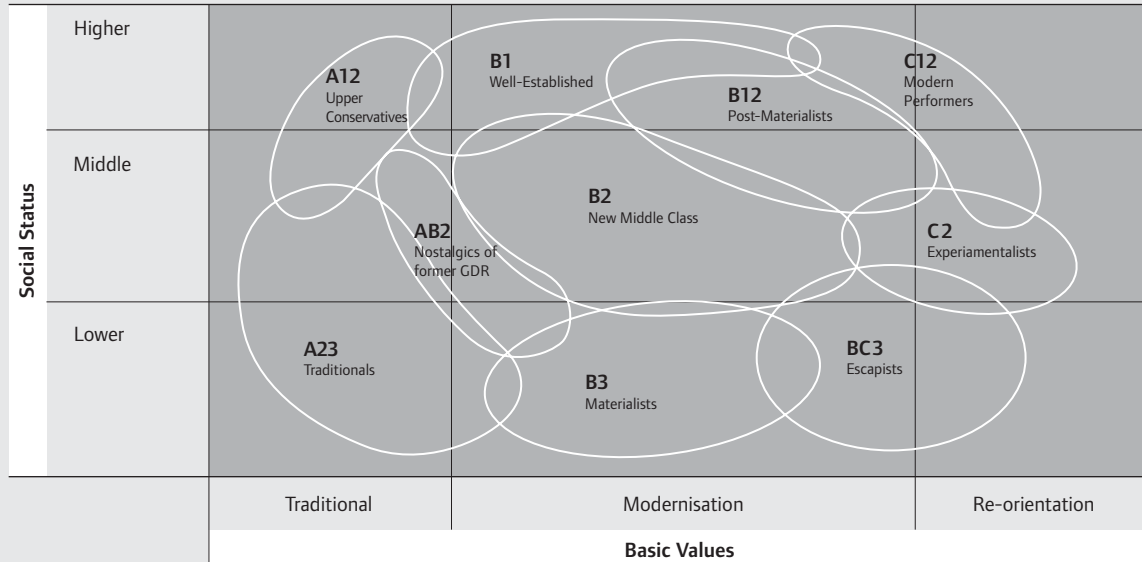 Social Status
Higher
Middle
Lower
A12
Upper
Conservatives
B1
Well-Established
B12
Post-Materialists
C12
Modern
Performers
AB2
Nostalgics of
former GDR
B2
New Middle Class
C2
Experiamentalists
A23
Traditionals
B3
Materialists
BC3
Escapists
Traditional
Modernisation
Re-orientation
Basic Values